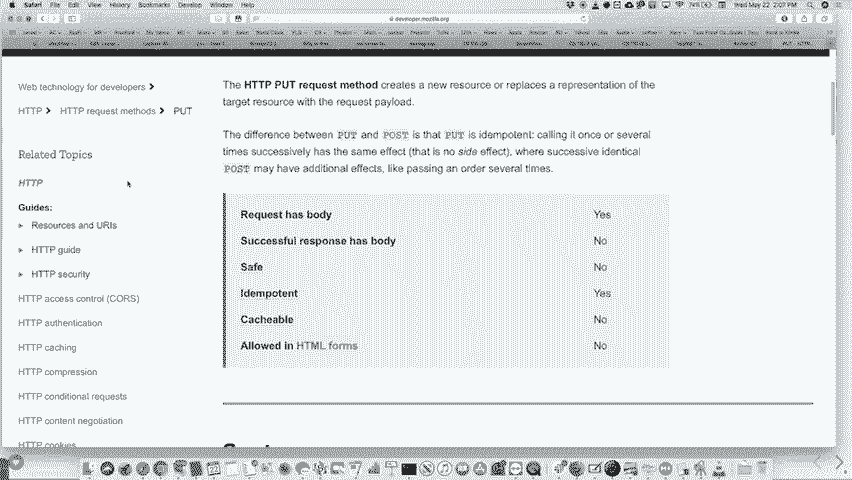 Safari File Edit View History Bookmarks Develop Window Help
Wed May 22 2:07 PM
developer.mozilla.org
Web technology for developers
HTTP HTTP request methods PUT
Related Topics
HTTP
Guides:
Resources and URIs
HTTP guide
HTTP security
HTTP access control (CORS)
HTTP authentication
HTTP caching
HTTP compression
HTTP conditional requests
HTTP content negotiation
HTTP cookies
The HTTP PUT request method creates a new resource or replaces a representation of the
target resource with the request payload.
The difference between PUT and POST is that PUT is idempotent: calling it once or several
times successively has the same effect (that is no side effect), where successive identical
POST may have additional effects, like passing an order several times.
Request has body Yes
Successful response has body No
Safe No
Idempotent Yes
Cacheable No
Allowed in HTML forms No